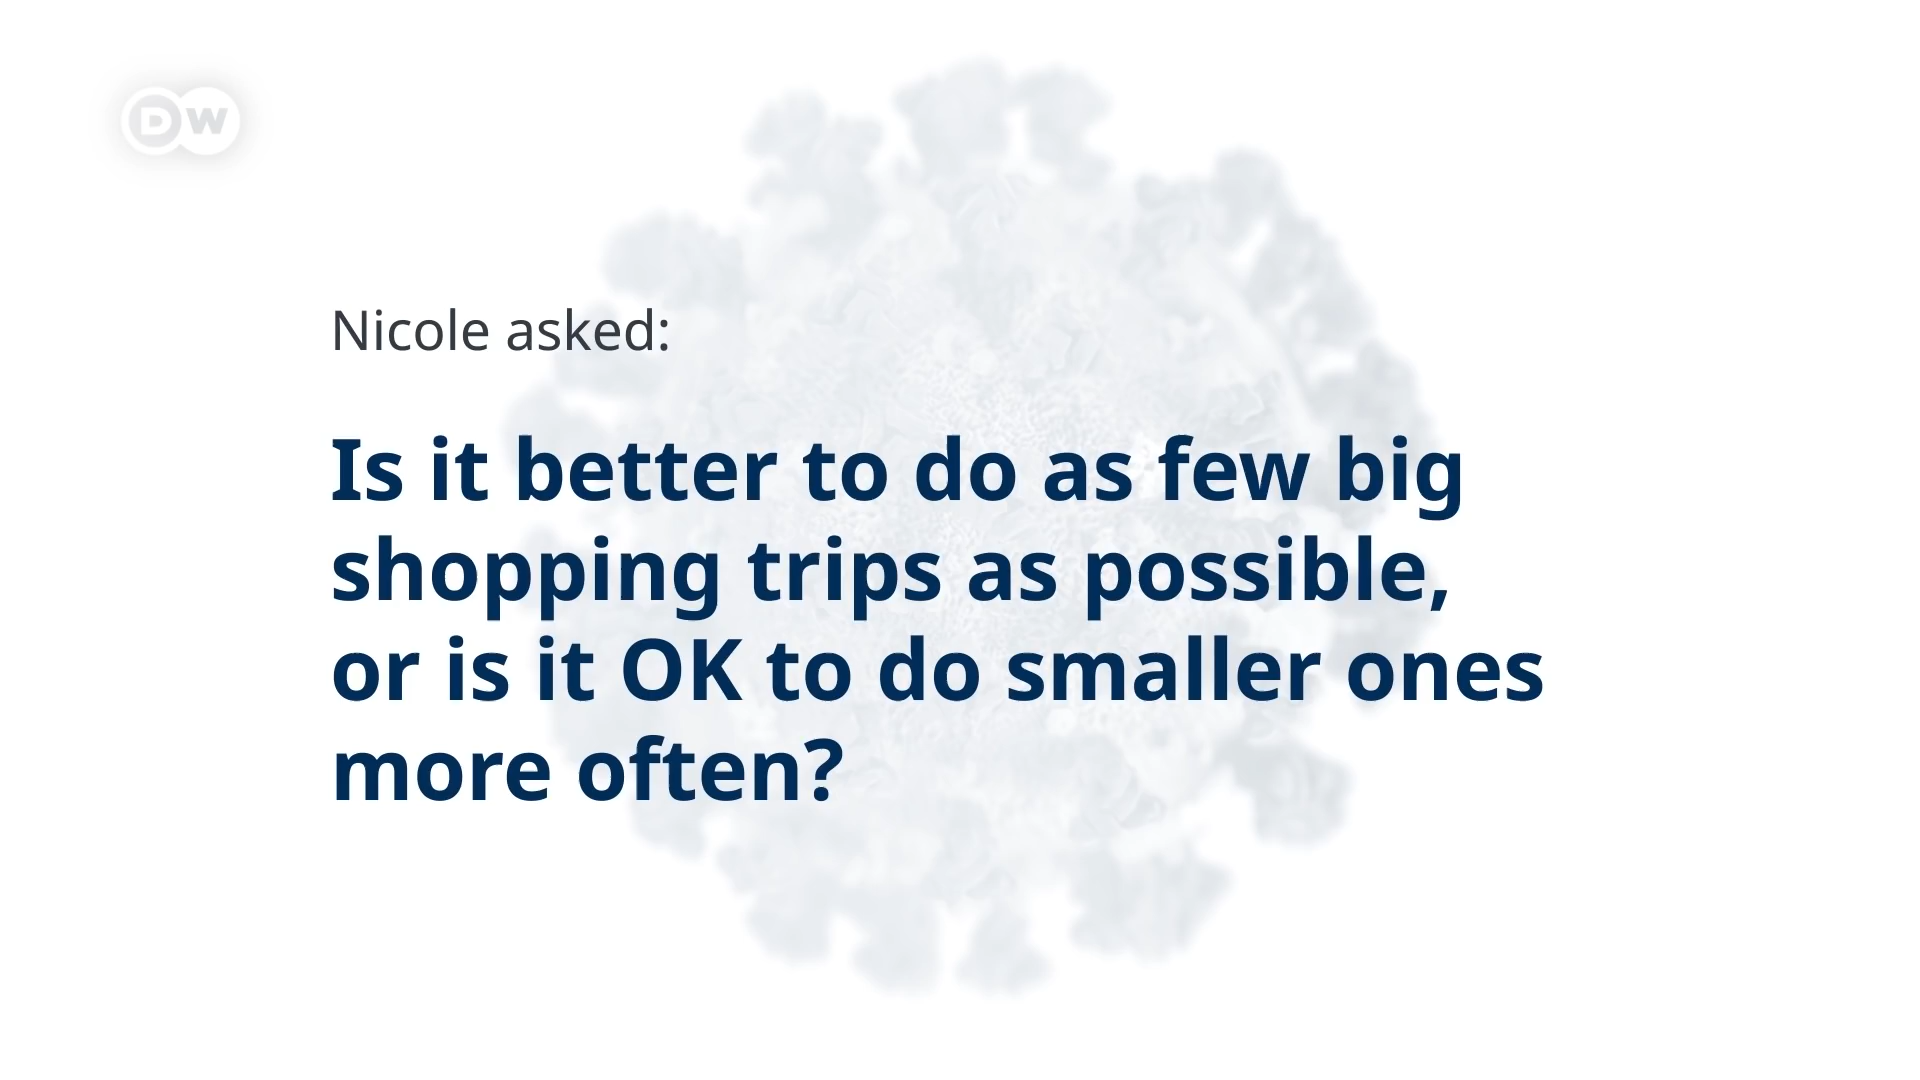 DW
Nicole asked:
Is it better to do as few big
shopping trips as possible,
or is it OK to do smaller ones
more often?